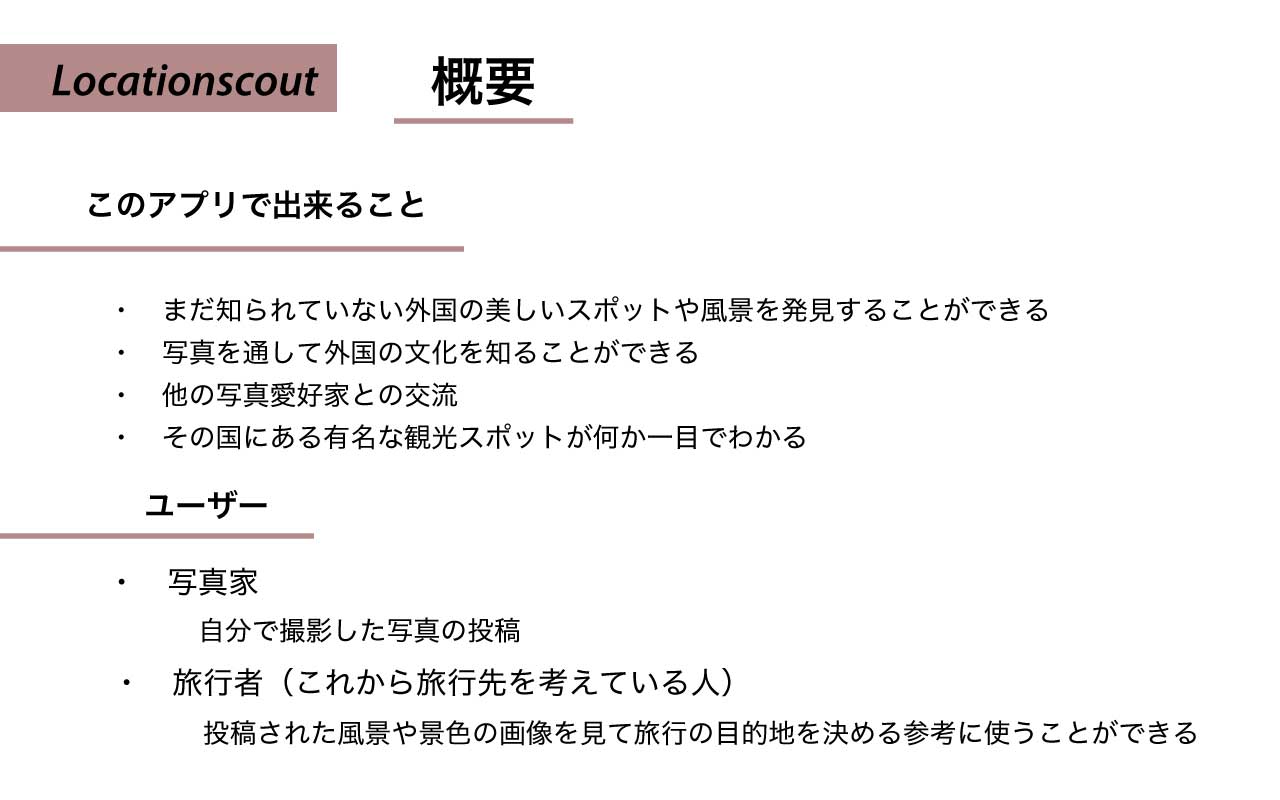 Locationscout 概要
このアプリで出来ること
・ まだ知られていない外国の美しいスポットや風景を発見することができる
・ 写真を通して外国の文化を知ることができる
・ 他の写真愛好家との交流
・ その国にある有名な観光スポットが何か一目でわかる
ユーザー
・ 写真家
自分で撮影した写真の投稿
・ 旅行者（これから旅行先を考えている人）
投稿された風景や景色の画像を見て旅行の目的地を決める参考に使うことができる